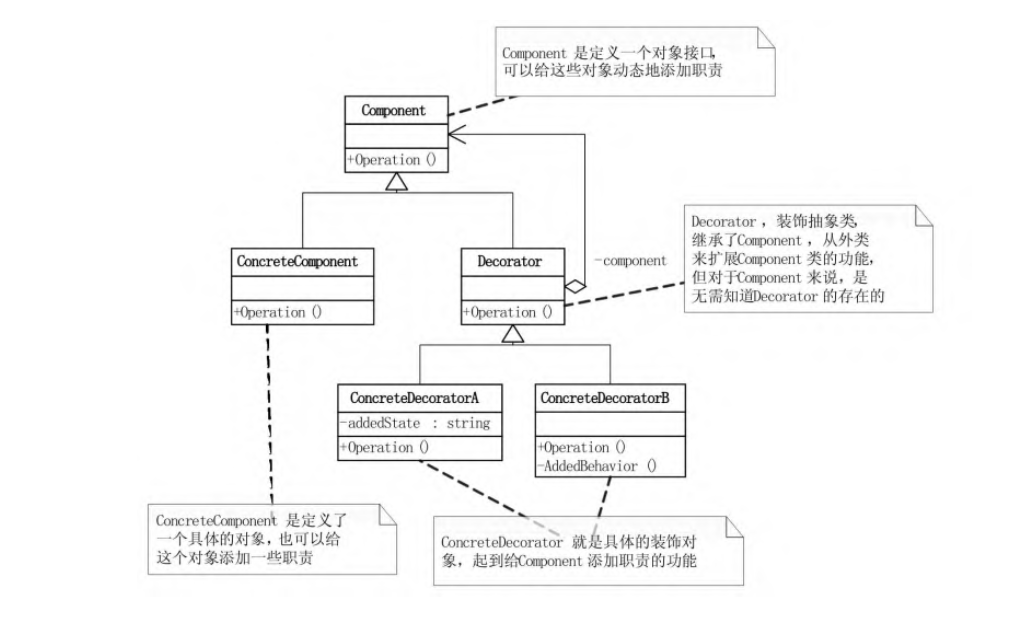 Component 是定义一个对象接口,
可以给这些对象动态地添加职责
Component
+Operation ()
Decorator , 装饰抽象类,
继承了Component , 从外类
来扩展Component 类的功能,
但对于Component 来说, 是
无需知道Decorator 的存在的
ConcreteComponent
+Operation ()
Decorator
+Operation ()
-component
ConcreteDecoratorA
-addedState : string
+Operation ()
ConcreteDecoratorB
+Operation ()
-AddedBehavior ()
ConcreteComponent 是定义了
一个具体的对象, 也可以给
这个对象添加一些职责
ConcreteDecorator 就是具体的装饰对
象, 起到给Component 添加职责的功能